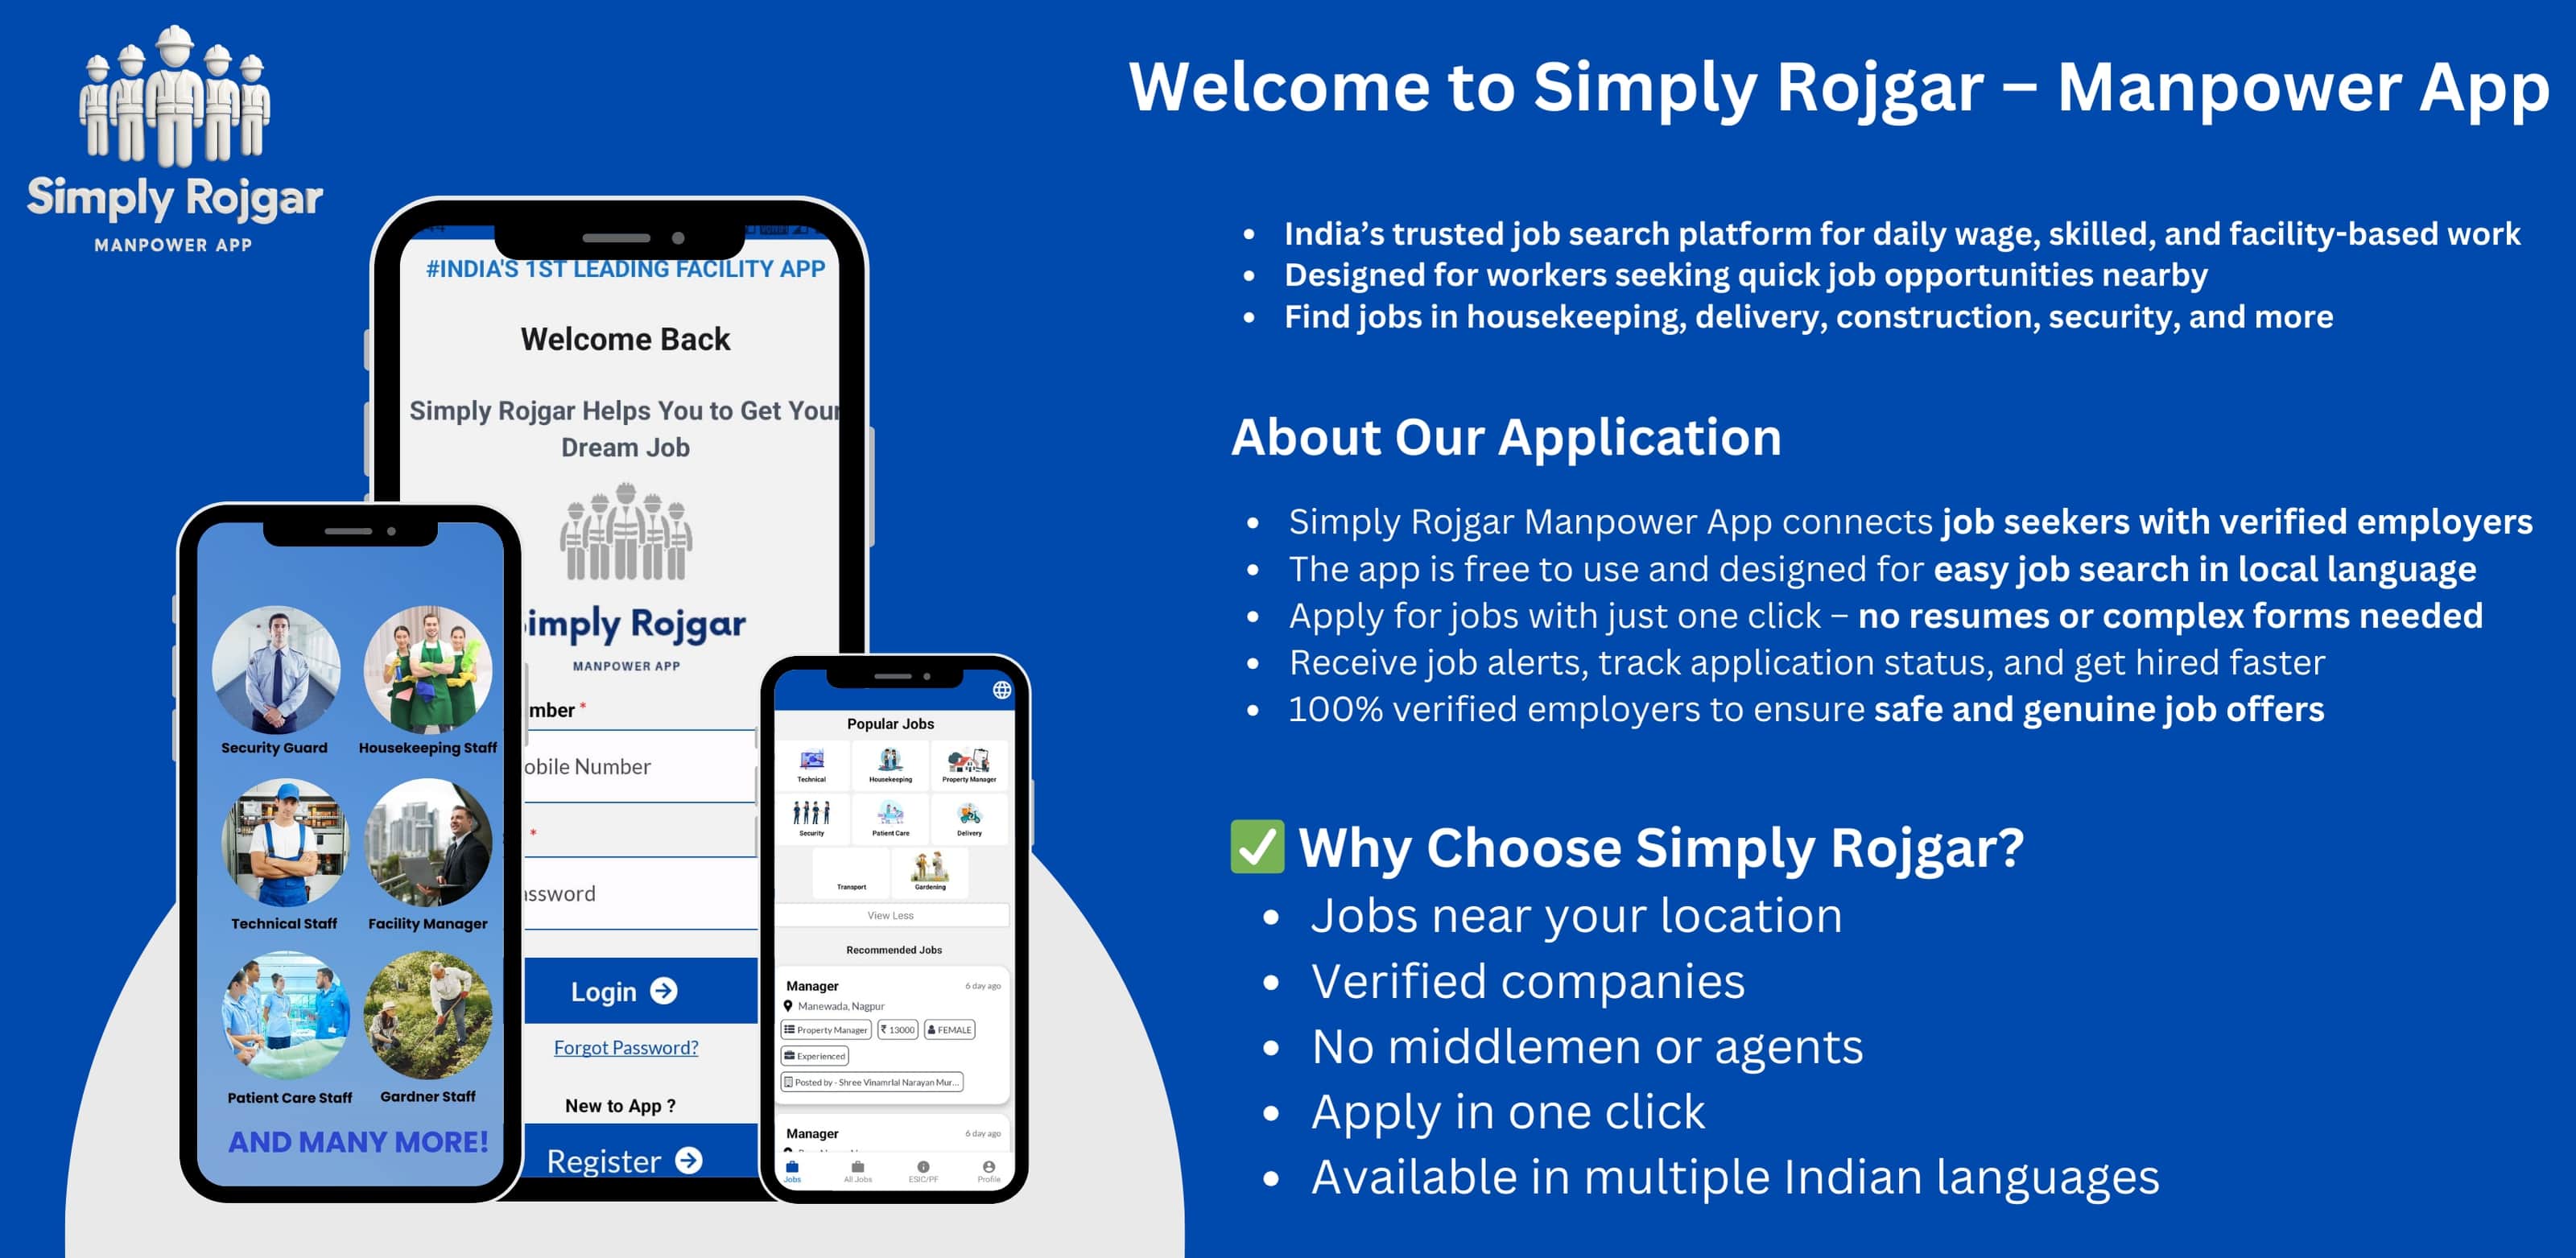 Simply Rojgar
MANPOWER APP
Welcome to Simply Rojgar – Manpower App
• India's trusted job search platform for daily wage, skilled, and facility-based work
• Designed for workers seeking quick job opportunities nearby
• Find jobs in housekeeping, delivery, construction, security, and more
About Our Application
• Simply Rojgar Manpower App connects job seekers with verified employers
• The app is free to use and designed for easy job search in local language
• Apply for jobs with just one click – no resumes or complex forms needed
• Receive job alerts, track application status, and get hired faster
• 100% verified employers to ensure safe and genuine job offers
✅ Why Choose Simply Rojgar?
• Jobs near your location
• Verified companies
• No middlemen or agents
• Apply in one click
• Available in multiple Indian languages
#INDIA'S 1ST LEADING FACILITY APP
Welcome Back
Simply Rojgar Helps You to Get Your
Dream Job
imply Rojgar
MANPOWER APP
mber *
obile Number
*
ssword
Login
Forgot Password?
New to App ?
Register
Security Guard
Housekeeping Staff
Technical Staff
Facility Manager
Patient Care Staff
Gardner Staff
AND MANY MORE!
Popular Jobs
Technical
Housekeeping
Property Manager
Security
Patient Care
Delivery
Transport
Gardening
View Less
Recommended Jobs
Manager
6 day ago
Manewada, Nagpur
Property Manager
₹ 13000
FEMALE
Experienced
Posted by - Shree Vinamrlal Narayan Mur...
Manager
6 day ago
Jobs
All Jobs
ESIC/PF
Profile